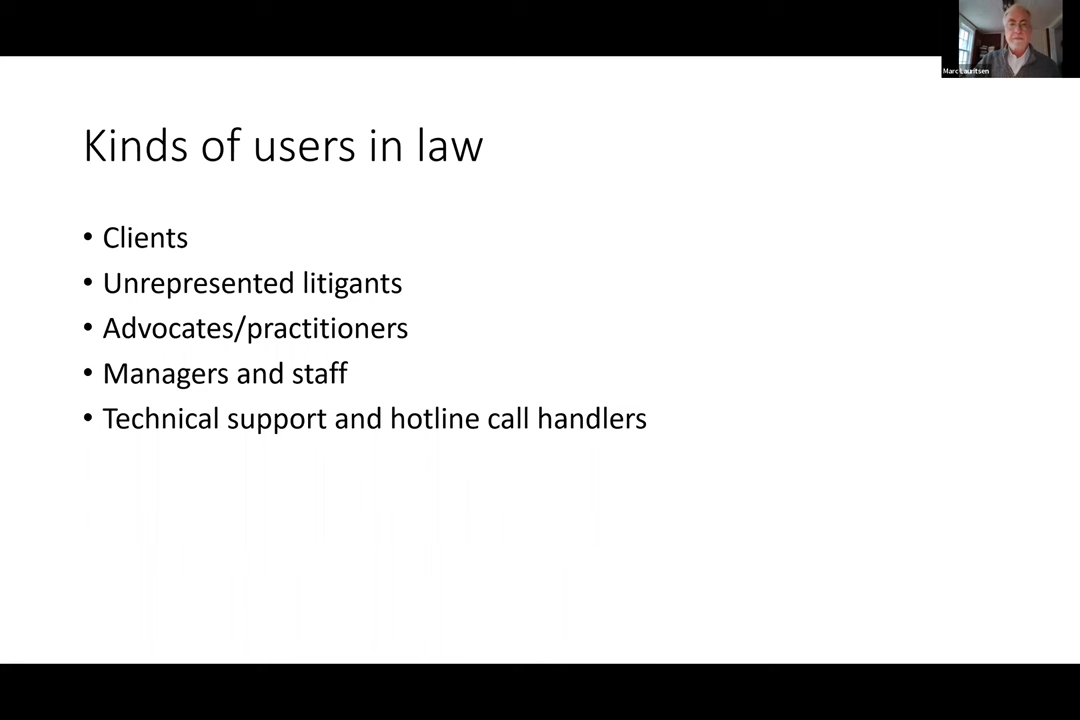 Marc Lauritsen
Kinds of users in law
• Clients
• Unrepresented litigants
• Advocates/practitioners
• Managers and staff
• Technical support and hotline call handlers